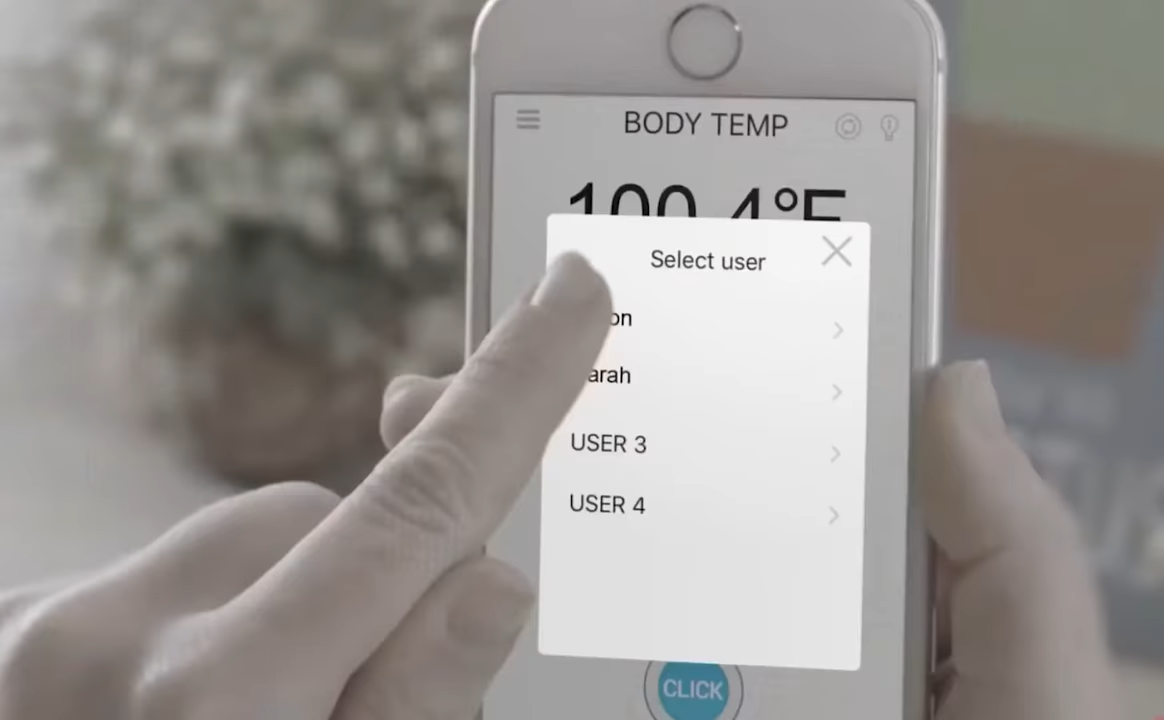 BODY TEMP
100.4°F
Select user
on
arah
USER 3
USER 4
CLICK